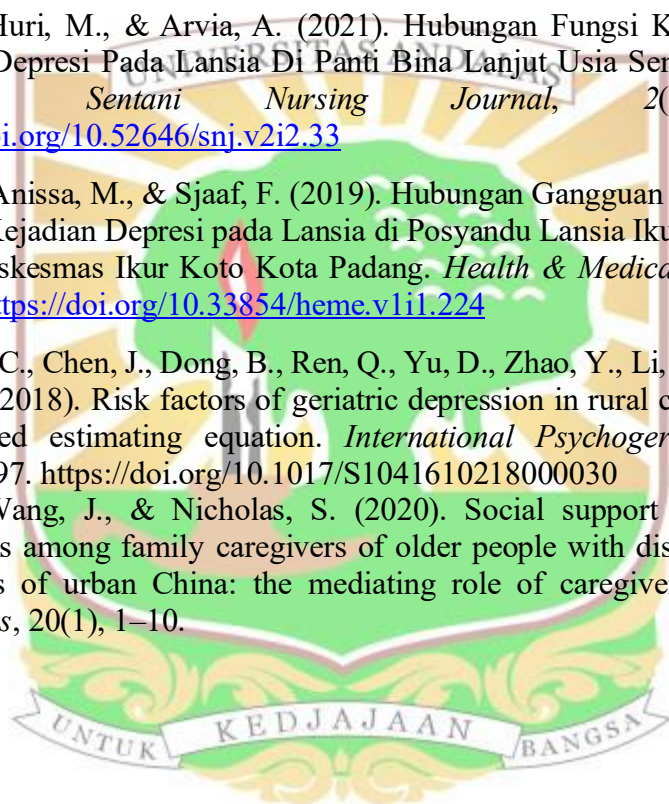 Huri, M., & Arvia, A. (2021). Hubungan Fungsi K
Depresi Pada Lansia Di Panti Bina Lanjut Usia Sen
UNIVERSITAS ANDALAS
Sentani Nursing Journal, 2(
oi.org/10.52646/snj.v2i2.33
Anissa, M., & Sjaaf, F. (2019). Hubungan Gangguan
Kejadian Depresi pada Lansia di Posyandu Lansia Iku
skesmas Ikur Koto Kota Padang. Health & Medica
ttps://doi.org/10.33854/heme.v1i1.224
C., Chen, J., Dong, B., Ren, Q., Yu, D., Zhao, Y., Li,
2018). Risk factors of geriatric depression in rural c
ed estimating equation. International Psychoger
97. https://doi.org/10.1017/S1041610218000030
Wang, J., & Nicholas, S. (2020). Social support
s among family caregivers of older people with dis
s of urban China: the mediating role of caregiver
s, 20(1), 1–10.
UNTUK KEDJAJAAN BANGSA